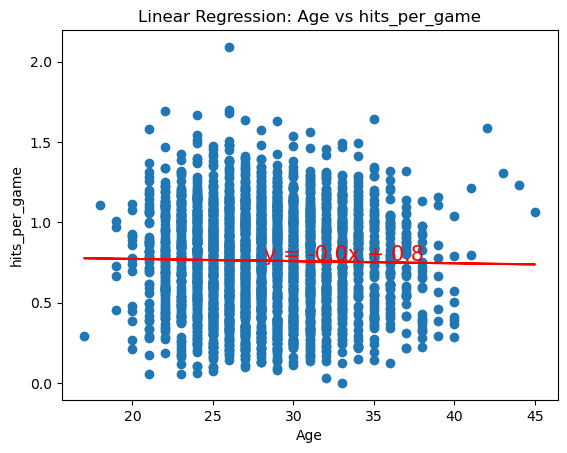 Linear Regression: Age vs hits_per_game
hits_per_game
2.0
1.5
1.0
0.5
0.0
y = -0.0x + 0.8
20 25 30 35 40 45
Age